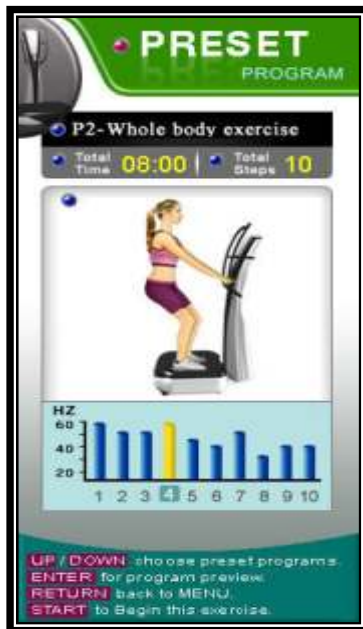 PRESET
PROGRAM
P2-Whole body exercise
Total Time 08:00 Total Steps 10
HZ
60
40
20
1 2 3 4 5 6 7 8 9 10
UP / DOWN choose preset programs.
ENTER for program preview.
RETURN back to MENU.
START to Begin this exercise.